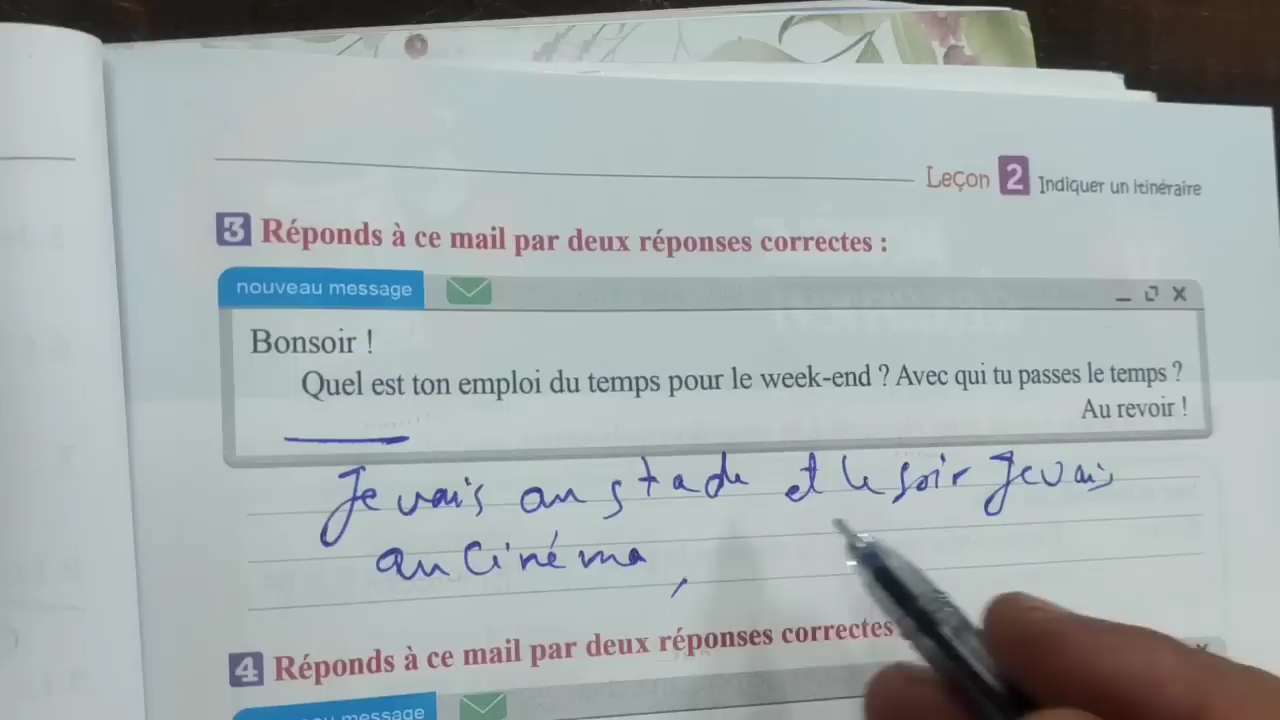 Leçon 2 Indiquer un itinéraire
3 Réponds à ce mail par deux réponses correctes :
nouveau message
Bonsoir !
Quel est ton emploi du temps pour le week-end ? Avec qui tu passes le temps ?
Au revoir !
Je vais au stade et le soir Je vais
au cinéma,
4 Réponds à ce mail par deux réponses correctes
message